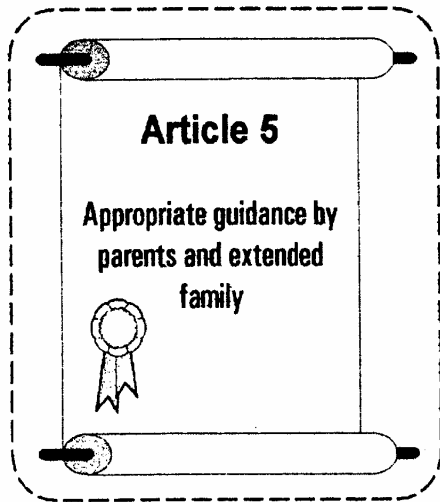 Article 5
Appropriate guidance by
parents and extended
family